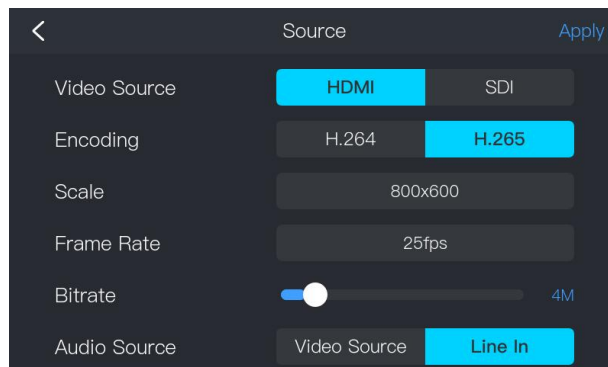 Source Apply
Video Source HDMI SDI
Encoding H.264 H.265
Scale 800x600
Frame Rate 25fps
Bitrate 4M
Audio Source Video Source Line In